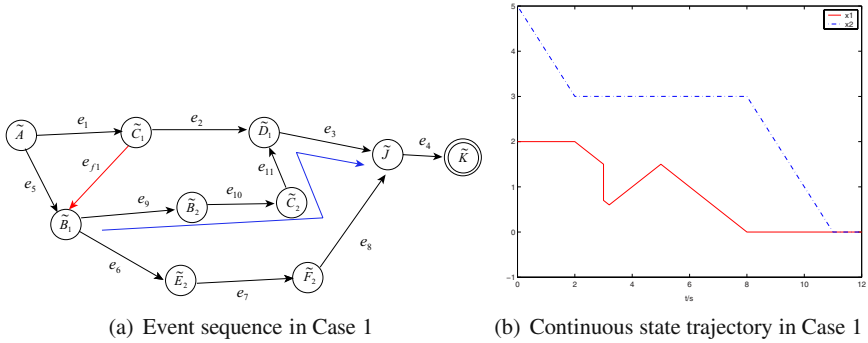 Ã
e1
C̃1
e2
D̃1
e3
J̃
e4
K̃
ef1
e5
e11
B̃1
e9
B̃2
e10
C̃2
e6
Ẽ2
e7
F̃2
e8
(a) Event sequence in Case 1
x1
x2
5
4
3
2
1
0
−1
0
2
4
6
8
10
12
t/s
(b) Continuous state trajectory in Case 1